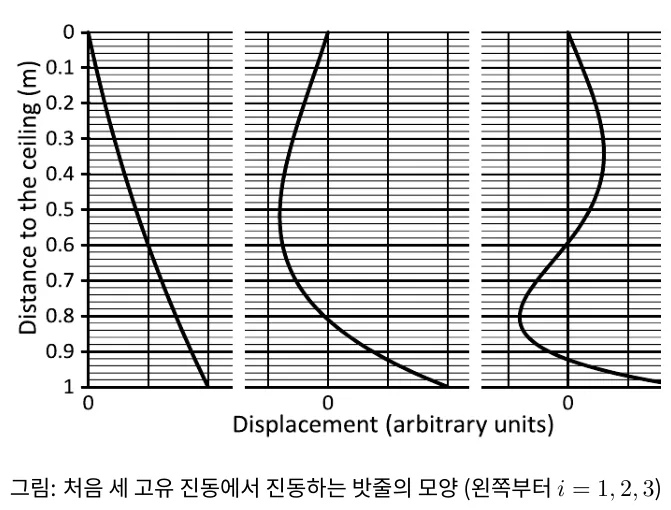 0
0.1
0.2
0.3
0.4
0.5
0.6
0.7
0.8
0.9
1
Distance to the ceiling (m)
0 0 0
Displacement (arbitrary units)
그림: 처음 세 고유 진동에서 진동하는 밧줄의 모양 (왼쪽부터 i = 1, 2, 3)